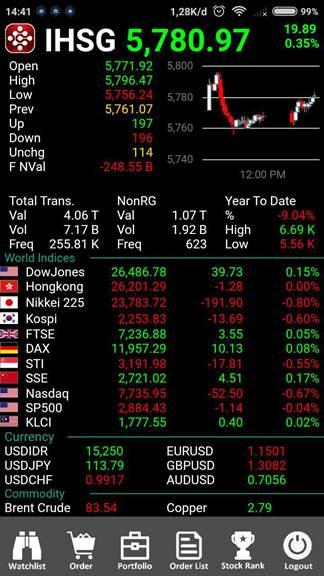 14:41 1,28K/d 99%
IHSG 5,780.97 19.89 0.35%
Open 5,771.92
High 5,796.47
Low 5,756.24
Prev 5,761.07
Up 197
Down 196
Unchg 114
F NVal -248.55 B
5,800
5,780
5,760
5,740
12:00 PM
Total Trans. NonRG Year To Date
Val 4.06 T Val 1.07 T % -9.04%
Vol 7.17 B Vol 1.92 B High 6.69 K
Freq 255.81 K Freq 623 Low 5.56 K
World Indices
DowJones 26,486.78 39.73 0.15%
Hongkong 26,201.29 -1.28 0.00%
Nikkei 225 23,783.72 -191.90 -0.80%
Kospi 2,253.83 -13.69 -0.60%
FTSE 7,236.88 3.55 0.05%
DAX 11,957.29 10.13 0.08%
STI 3,191.98 -17.81 -0.55%
SSE 2,721.02 4.51 0.17%
Nasdaq 7,735.95 -52.50 -0.67%
SP500 2,884.43 -1.14 -0.04%
KLCI 1,777.55 0.40 0.02%
Currency
USDIDR 15,250 EURUSD 1.1501
USDJPY 113.79 GBPUSD 1.3082
USDCHF 0.9917 AUDUSD 0.7056
Commodity
Brent Crude 83.54 Copper 2.79
Watchlist Order Portfolio Order List Stock Rank Logout